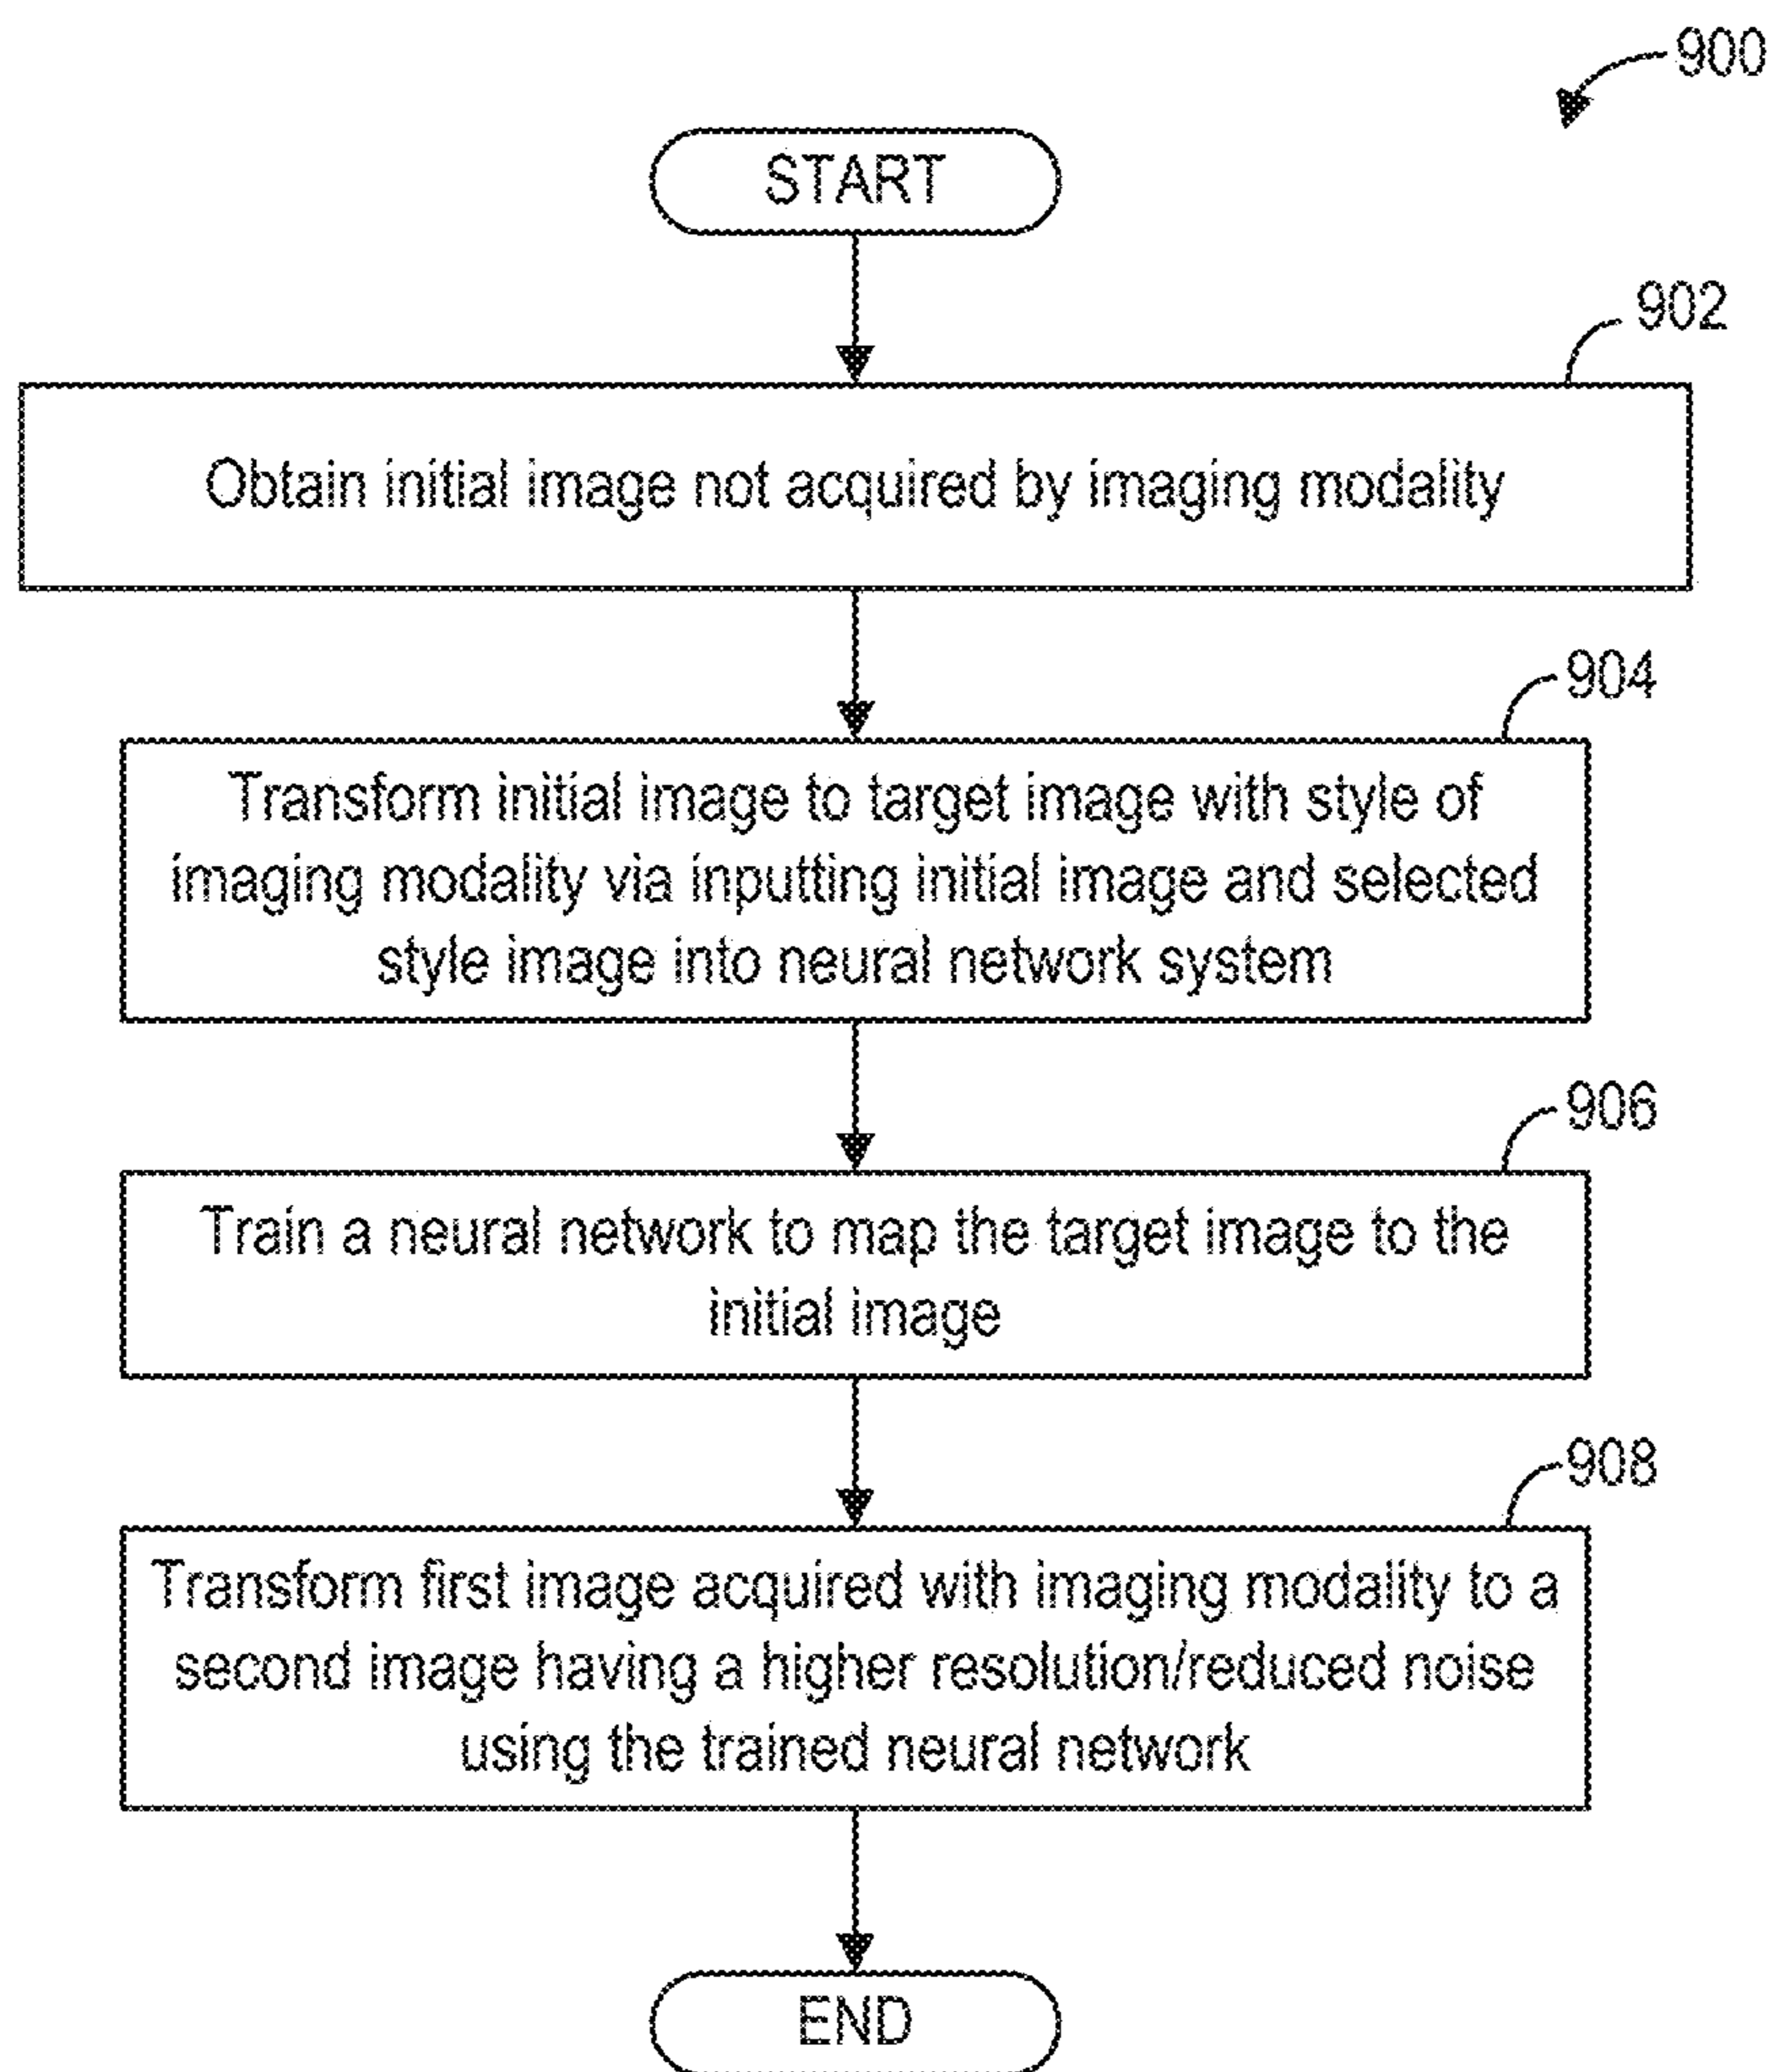 900
START
902
Obtain initial image not acquired by imaging modality
904
Transform initial image to target image with style of
imaging modality via inputting initial image and selected
style image into neural network system
906
Train a neural network to map the target image to the
initial image
908
Transform first image acquired with imaging modality to a
second image having a higher resolution/reduced noise
using the trained neural network
END